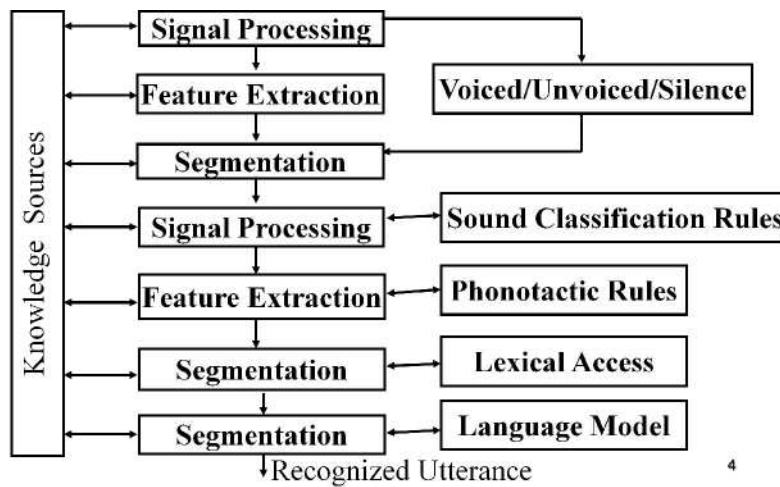 Signal Processing
Feature Extraction
Voiced/Unvoiced/Silence
Segmentation
Knowledge Sources
Signal Processing
Sound Classification Rules
Feature Extraction
Phonotactic Rules
Segmentation
Lexical Access
Segmentation
Language Model
Recognized Utterance
4